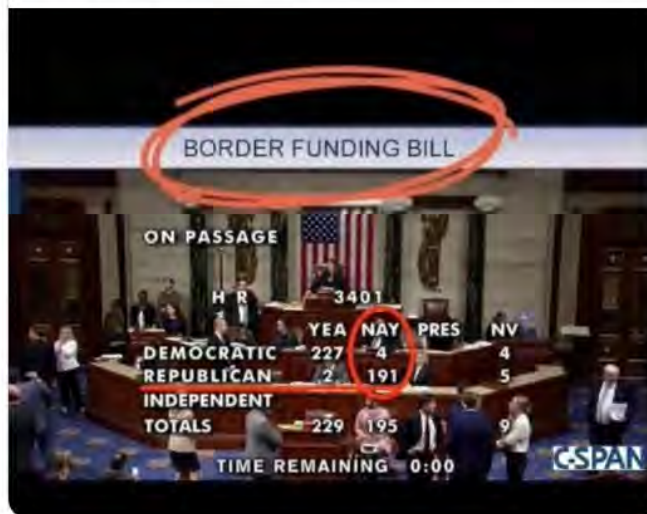 BORDER FUNDING BILL
ON PASSAGE
H R 3401
YEA NAY PRES NV
DEMOCRATIC 227 4 4
REPUBLICAN 2 191 5
INDEPENDENT
TOTALS 229 195 9
TIME REMAINING 0:00
C-SPAN